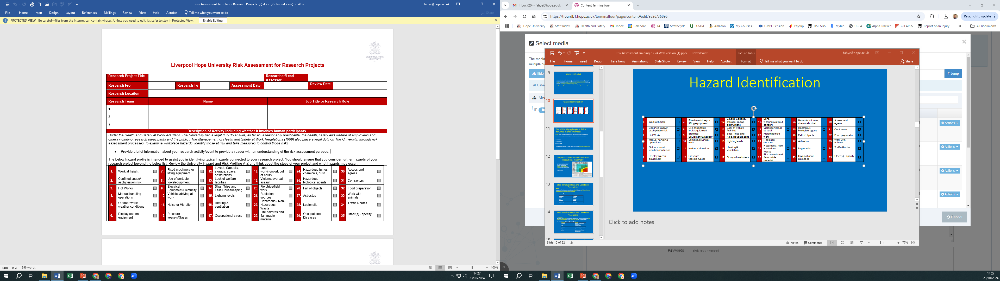 Risk Assessment Template - Research Projects (3).docx (Protected View) - Word
fahye@hope.ac.uk
File Home Insert Design Layout References Mailings Review View Help Acrobat Tell me what you want to do Share
PROTECTED VIEW Be careful—files from the Internet can contain viruses. Unless you need to edit, it's safer to stay in Protected View. Enable Editing
LIVERPOOL HOPE
UNIVERSITY
Liverpool Hope University Risk Assessment for Research Projects
Research Project Title Researcher/Lead Assessor
Research From Research To Assessment Date Review Date
Research Location
Research Team Name Job Title or Research Role
1
2
3
Description of Activity including whether it involves human participants
Under the Health and Safety at Work Act 1974, The University has a legal duty 'to ensure, so far as is reasonably practicable, the health, safety and welfare of employees and
others including research participants and the public'. The Management of Health and Safety at Work Regulations (1999) also place a legal duty on The University, through risk
assessment processes, to examine workplace hazards, identify those at risk and take measures to control those risks
.
• Provide a brief information about your research activity/event to provide a reader with an understanding of the risk assessment purpose.
The below hazard profile is intended to assist you in identifying typical hazards connected to your research project. You should ensure that you consider further hazards of your
research project beyond the below list. Review the University Hazard and Risk Profiling A-Z and think about the steps of your project and what hazards may occur.
1. Work at height 7. Fixed machinery or lifting equipment 12. Layout, Capacity, storage, space, obstructions 18. Lone working/work out of hours 24. Hazardous fumes, chemicals, dust 30. Access and egress
2. Confined space/ asphyxiation risk 8. Use of portable tools/equipment 13. Lack of welfare facilities 19. Violence /verbal assault 25. Hazardous biological agents 31. Contractors
3. Hot Works 9. Electrical Equipment/Electricity 14. Slips, Trips and Falls/Housekeeping 20. Fieldtrips/field work 26. Fall of objects 32. Food preparation
4. Manual handling operations 10. Vehicles/driving at work 15. Lighting levels 21. Radiation sources 27. Asbestos 33. Work with animals
5. Outdoor work/ weather conditions 11. Noise or Vibration 16. Heating & ventilation 22. Hazardous / Non-Hazardous Waste 28. Legionella 34. Traffic Routes
6. Display screen equipment 12. Pressure vessels/Gases 17. Occupational stress 23. Fire hazards and flammable material 29. Occupational Diseases 35. Other(s) - specify
Page 1 of 2 598 words
100%
14:27
23/10/2024
Inbox (20) - fahye@hope.ac.uk
Content Terminalfour
https://tfourdb1.hope.ac.uk/terminalfour/page/content#edit/9526/36895
Relaunch to update
Hope University Staff Index Health and Safety Inbox Calendar T4 Strathclyde USHA Amazon My Courses | GMPF Pension Payslip HSE SDS MyBib UCEA Alpha Tracker CLEAPSS Report of an Injury » All Bookmarks
Select media
The media
multiple pi
Hide
Categ
Me
# Jump
Actions
Actions
Actions
Actions
Cancel
Keywords risk assessment
Risk Assessment Training 23-24 Web version (1).pptx - PowerPoint
Picture Tools
fahye@hope.ac.uk
File Home Insert Design Transitions Animations Slide Show Review View Help Acrobat Format Tell me what you want to do Share
9 Hazards in Focus
10 Hazard Identification
11 Step-2 Identifying People at Risk and how they might be harmed?
12 Step-3 Evaluate Risks and Decide on Precautions - Risk Matrix
13 Step-3 Evaluate Risks and Decide on Precautions
14 Step-3 Evaluate Risks and Decide on Precautions
15
Hazard Identification
Work at height 7. Fixed machinery or lifting equipment 12. Layout, Capacity, storage, space, obstructions 18. Lone working/work out of hours 24. Hazardous fumes, chemicals, dust 30. Access and egress
Confined space/ asphyxiation risk 8. Use of portable tools/equipment 13. Lack of welfare facilities 19. Violence/verbal assault 25. Hazardous biological agents 31. Contractors
Hot Works 9. Electrical Equipment/Electricity 14. Slips, Trips and Falls/Housekeeping 20. Fieldtrips/field work 26. Fall of objects 32. Food preparation
Manual handling operations 10. Vehicles/driving at work 15. Lighting levels 21. Radiation sources 27. Asbestos 33. Work with animals
Outdoor work/ weather conditions 11. Noise or Vibration 16. Heating & ventilation 22. Hazardous / Non-Hazardous Waste 28. Legionella 34. Traffic Routes
Display screen equipment 12. Pressure vessels/Gases 17. Occupational stress 23. Fire hazards and flammable material 29. Occupational Diseases 35. Other(s) - specify
Click to add notes
Slide 10 of 22 Notes Comments 77%
14:27
23/10/2024